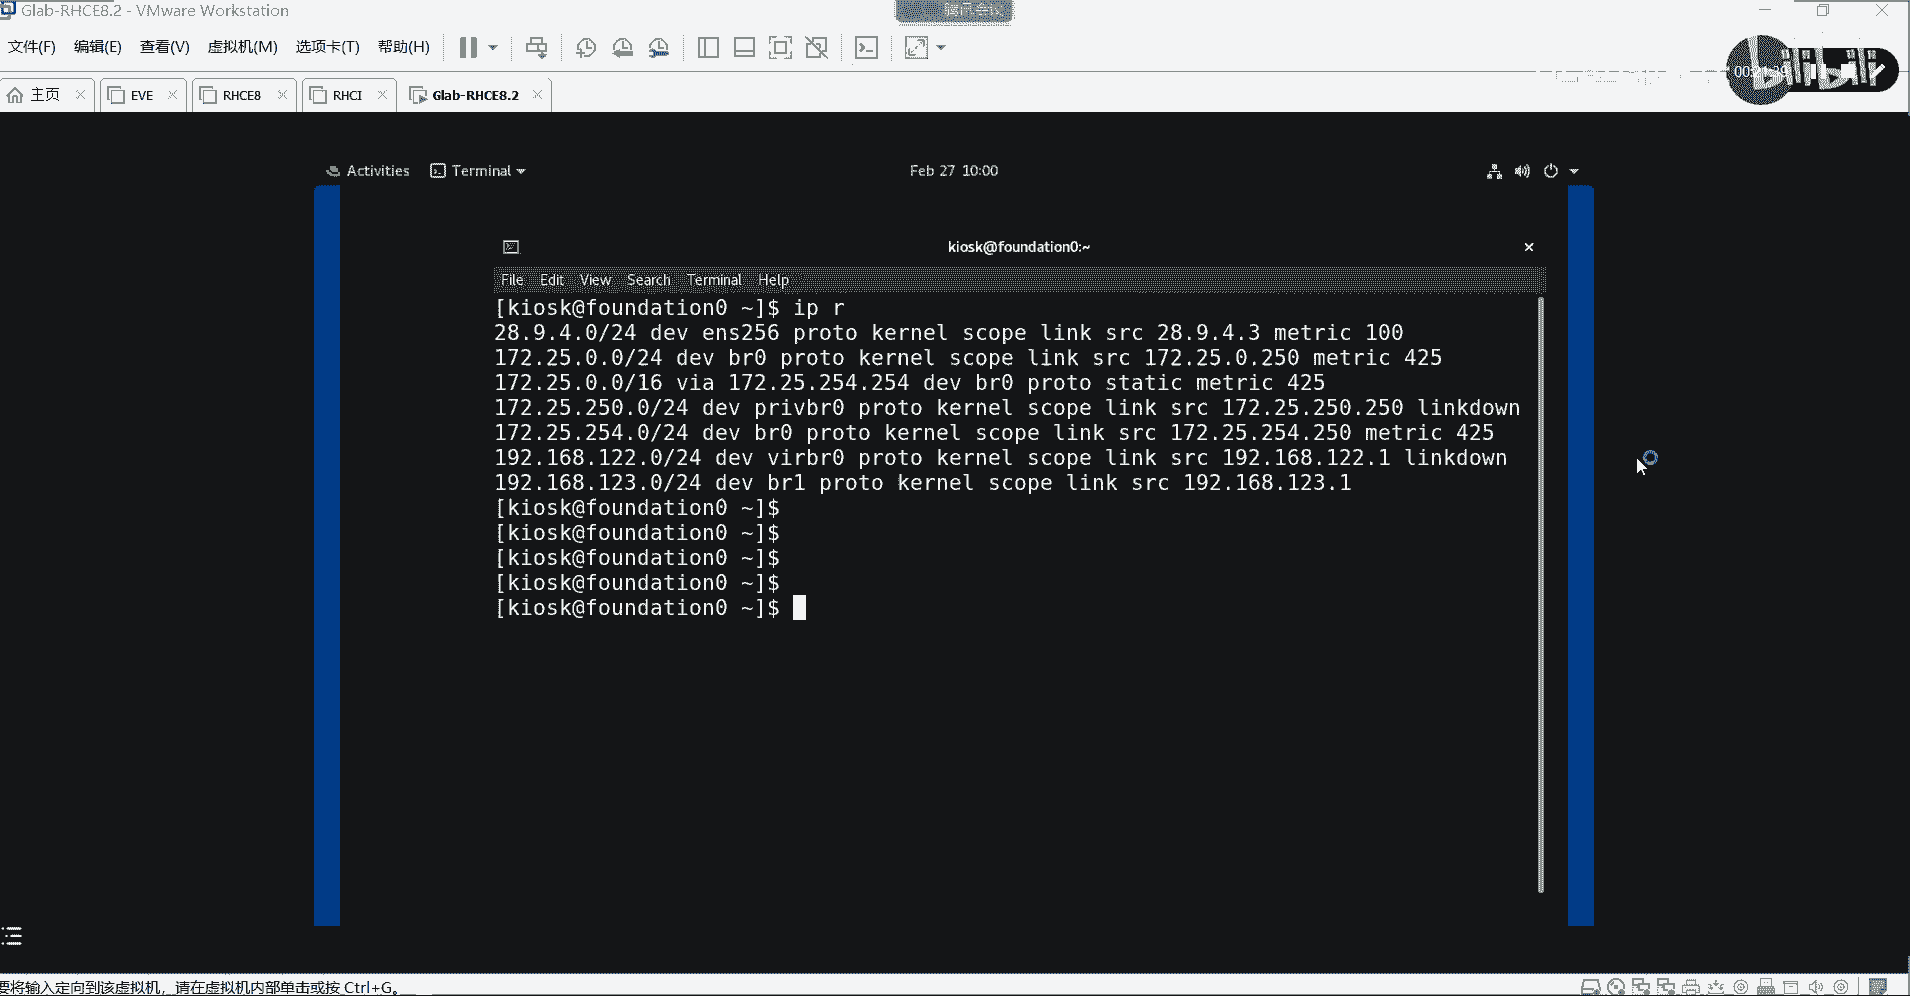 Glab-RHCE8.2 - VMware Workstation
文件(F) 编辑(E) 查看(V) 虚拟机(M) 选项卡(T) 帮助(H)
bilibili
主页 EVE RHCE8 RHCI Glab-RHCE8.2
Activities Terminal Feb 27 10:00
kiosk@foundation0:~
File Edit View Search Terminal Help
[kiosk@foundation0 ~]$ ip r
28.9.4.0/24 dev ens256 proto kernel scope link src 28.9.4.3 metric 100
172.25.0.0/24 dev br0 proto kernel scope link src 172.25.0.250 metric 425
172.25.0.0/16 via 172.25.254.254 dev br0 proto static metric 425
172.25.250.0/24 dev privbr0 proto kernel scope link src 172.25.250.250 linkdown
172.25.254.0/24 dev br0 proto kernel scope link src 172.25.254.250 metric 425
192.168.122.0/24 dev virbr0 proto kernel scope link src 192.168.122.1 linkdown
192.168.123.0/24 dev br1 proto kernel scope link src 192.168.123.1
[kiosk@foundation0 ~]$
[kiosk@foundation0 ~]$
[kiosk@foundation0 ~]$
[kiosk@foundation0 ~]$
[kiosk@foundation0 ~]$
要将输入定向到该虚拟机，请在虚拟机内部单击或按 Ctrl+G。